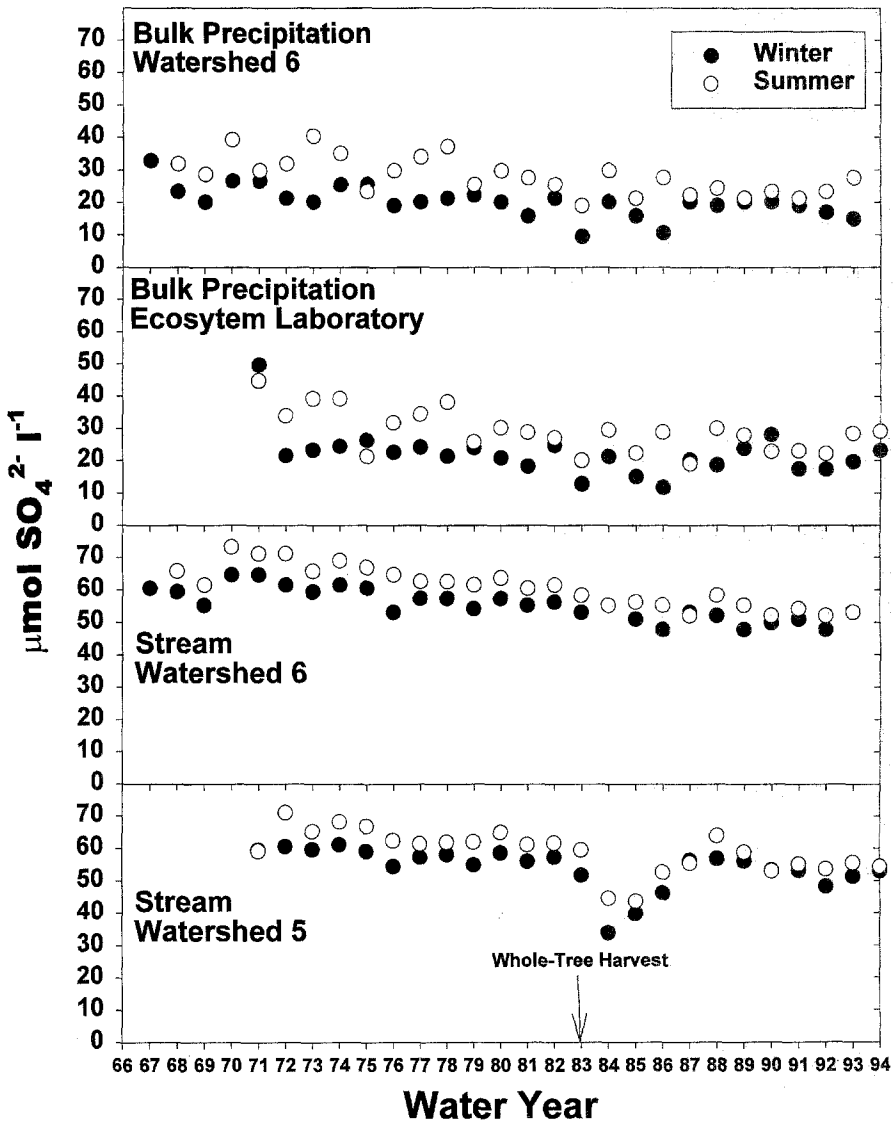 70
60
50
40
30
20
10
0
Bulk Precipitation
Watershed 6
Winter
Summer
70
60
50
40
30
20
10
0
Bulk Precipitation
Ecosytem Laboratory
70
60
50
40
30
20
10
0
Stream
Watershed 6
70
60
50
40
30
20
10
0
Stream
Watershed 5
Whole-Tree Harvest
µmol SO₄²⁻ l⁻¹
66 67 68 69 70 71 72 73 74 75 76 77 78 79 80 81 82 83 84 85 86 87 88 89 90 91 92 93 94
Water Year